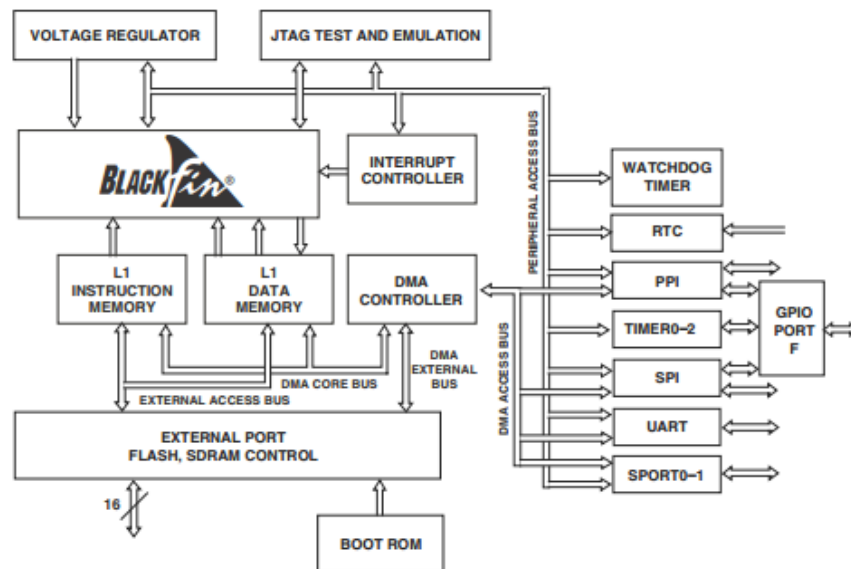 VOLTAGE REGULATOR
JTAG TEST AND EMULATION
BLACKfin®
INTERRUPT
CONTROLLER
PERIPHERAL ACCESS BUS
WATCHDOG
TIMER
RTC
L1
INSTRUCTION
MEMORY
L1
DATA
MEMORY
DMA
CONTROLLER
PPI
GPIO
PORT
F
TIMER0–2
DMA
EXTERNAL
BUS
DMA CORE BUS
EXTERNAL ACCESS BUS
DMA ACCESS BUS
SPI
UART
SPORT0–1
EXTERNAL PORT
FLASH, SDRAM CONTROL
16
BOOT ROM